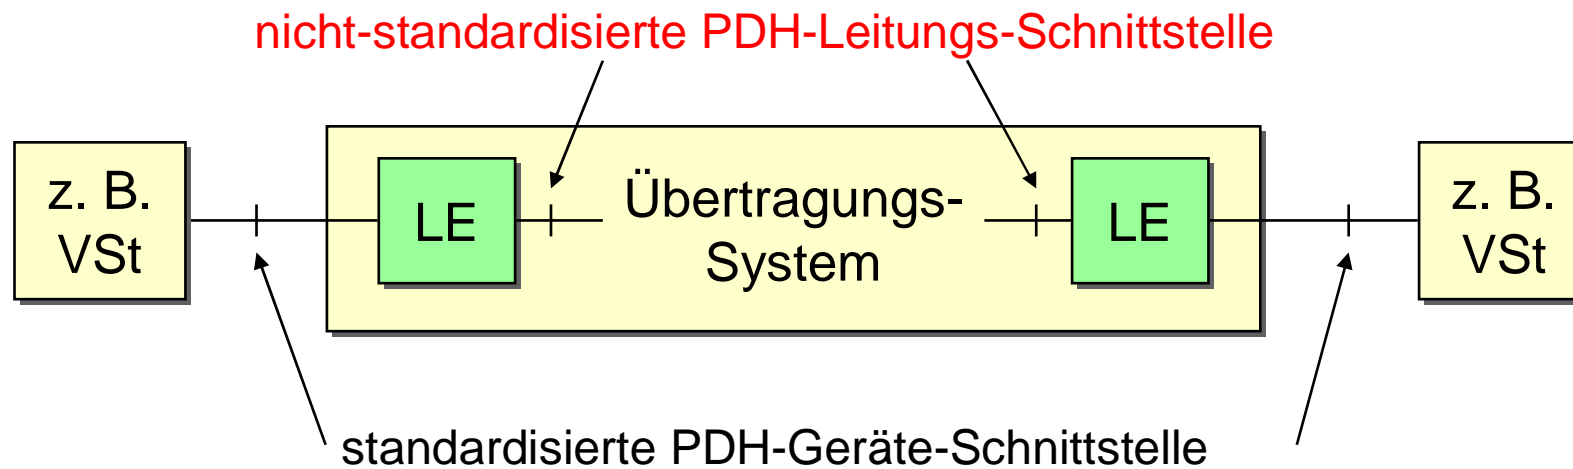 nicht-standardisierte PDH-Leitungs-Schnittstelle
z. B.
VSt
LE
Übertragungs-
System
LE
z. B.
VSt
standardisierte PDH-Geräte-Schnittstelle